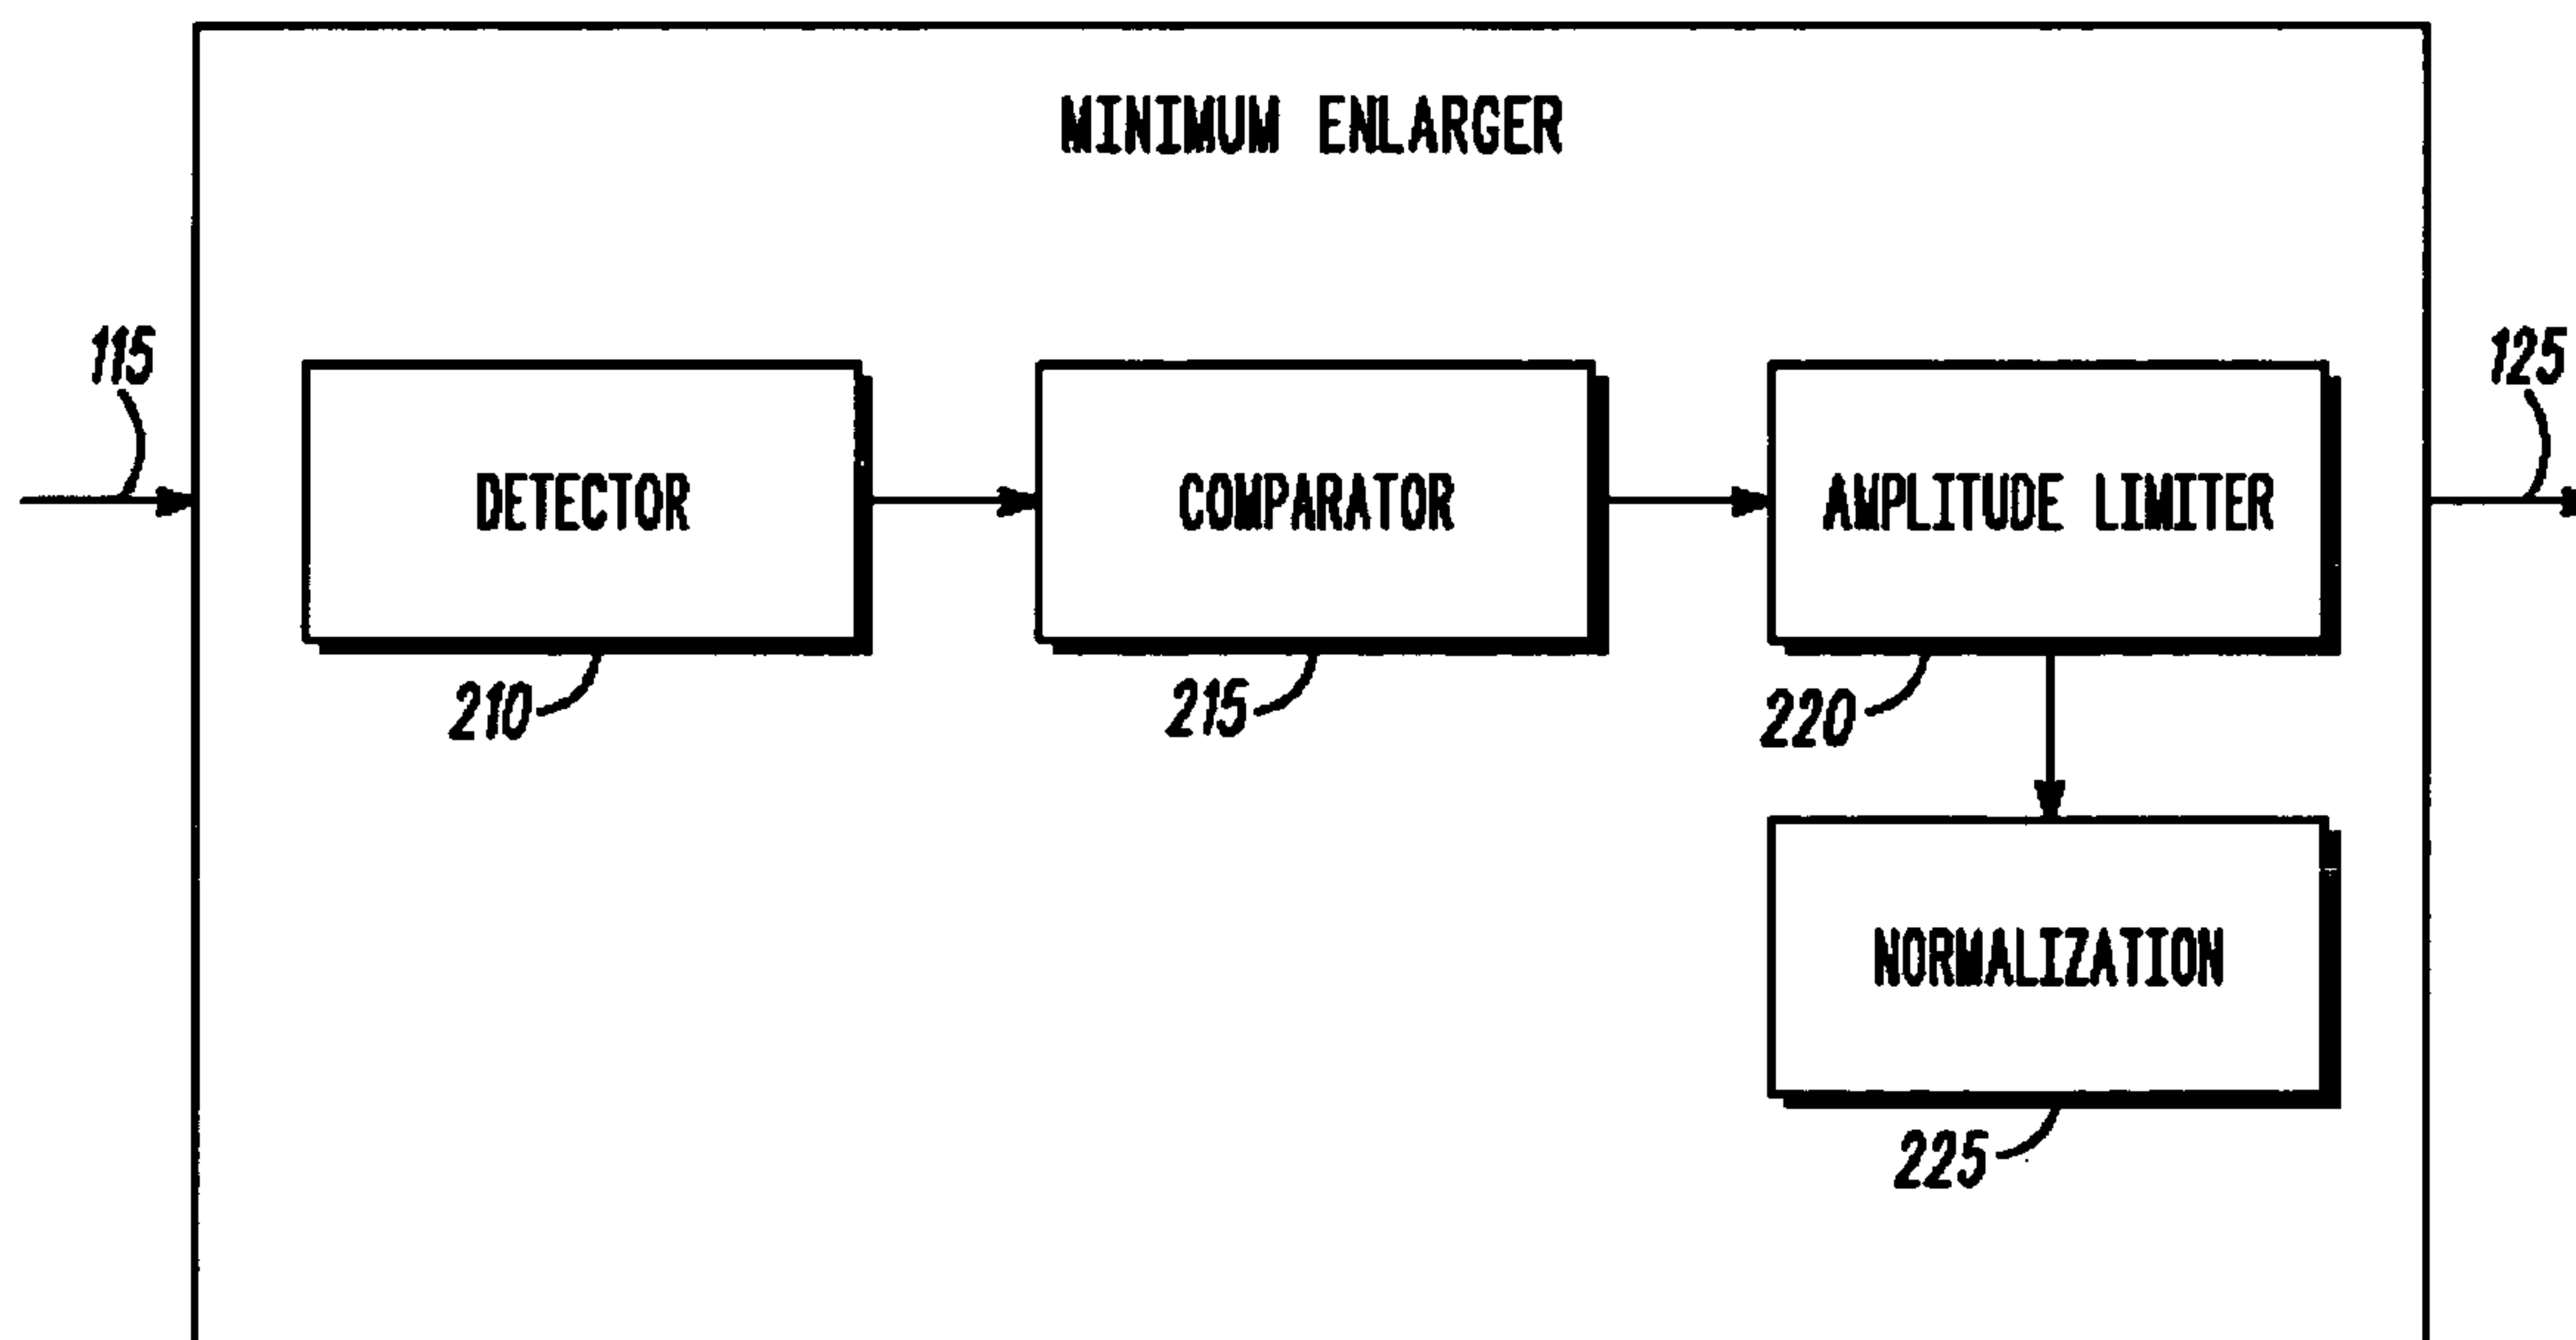 MINIMUM ENLARGER
115
125
DETECTOR
COMPARATOR
AMPLITUDE LIMITER
210
215
220
NORMALIZATION
225